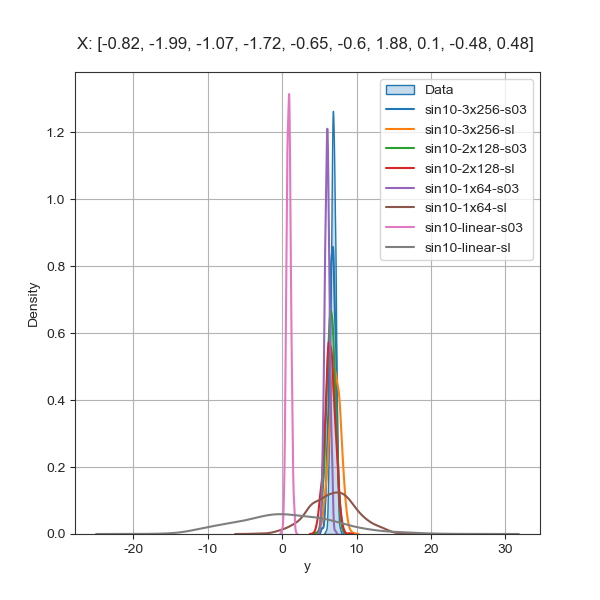 X: [-0.82, -1.99, -1.07, -1.72, -0.65, -0.6, 1.88, 0.1, -0.48, 0.48]
Data
sin10-3x256-s03
sin10-3x256-sl
sin10-2x128-s03
sin10-2x128-sl
sin10-1x64-s03
sin10-1x64-sl
sin10-linear-s03
sin10-linear-sl
Density
1.2
1.0
0.8
0.6
0.4
0.2
0.0
-20 -10 0 10 20 30
y